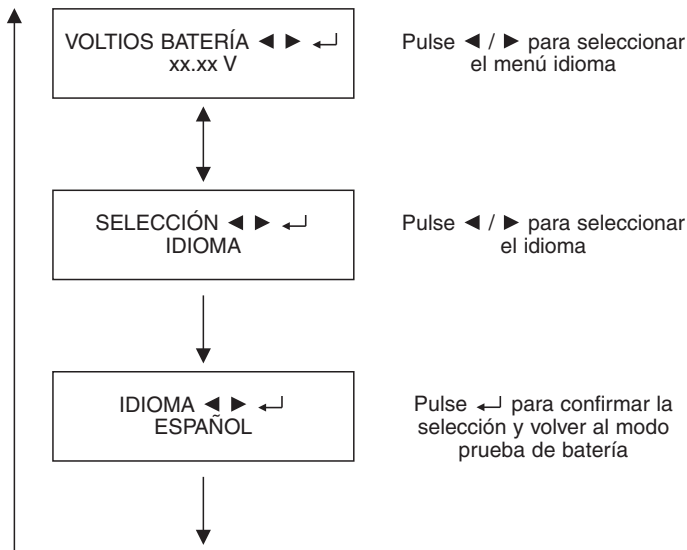 VOLTIOS BATERÍA ◄ ► ↵
xx.xx V
Pulse ◄ / ► para seleccionar
el menú idioma
SELECCIÓN ◄ ► ↵
IDIOMA
Pulse ◄ / ► para seleccionar
el idioma
IDIOMA ◄ ► ↵
ESPAÑOL
Pulse ↵ para confirmar la
selección y volver al modo
prueba de batería